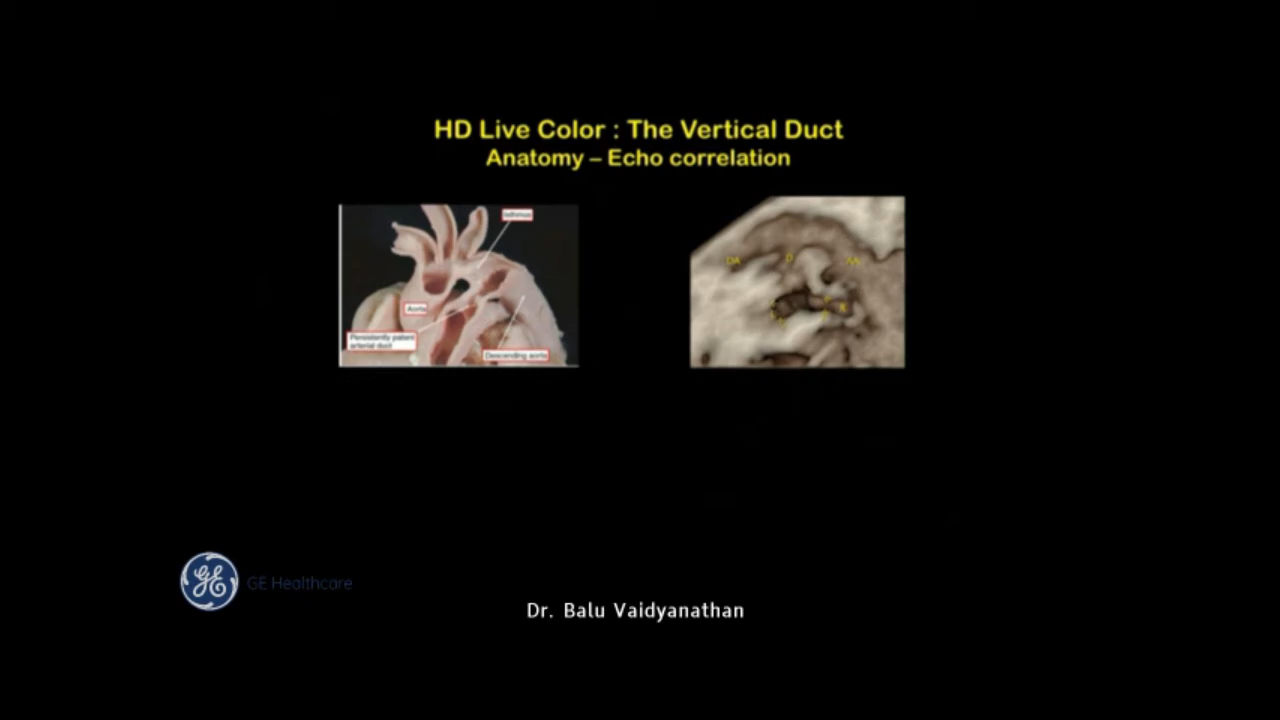 HD Live Color : The Vertical Duct
Anatomy – Echo correlation
Isthmus
Aorta
Persistently patent
arterial duct
Descending aorta
DA
D
AA
GE Healthcare
Dr. Balu Vaidyanathan